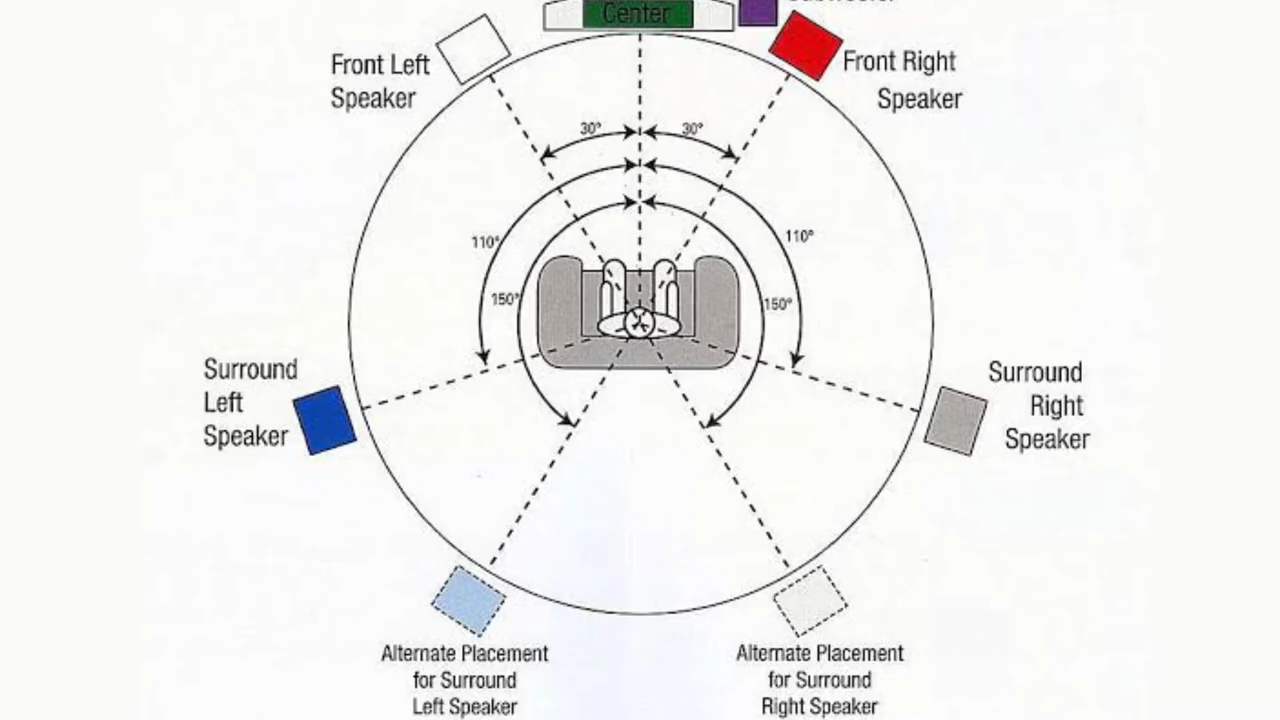 Center
Front Left
Speaker
Front Right
Speaker
30°
30°
110°
110°
150°
150°
Surround
Left
Speaker
Surround
Right
Speaker
Alternate Placement
for Surround
Left Speaker
Alternate Placement
for Surround
Right Speaker